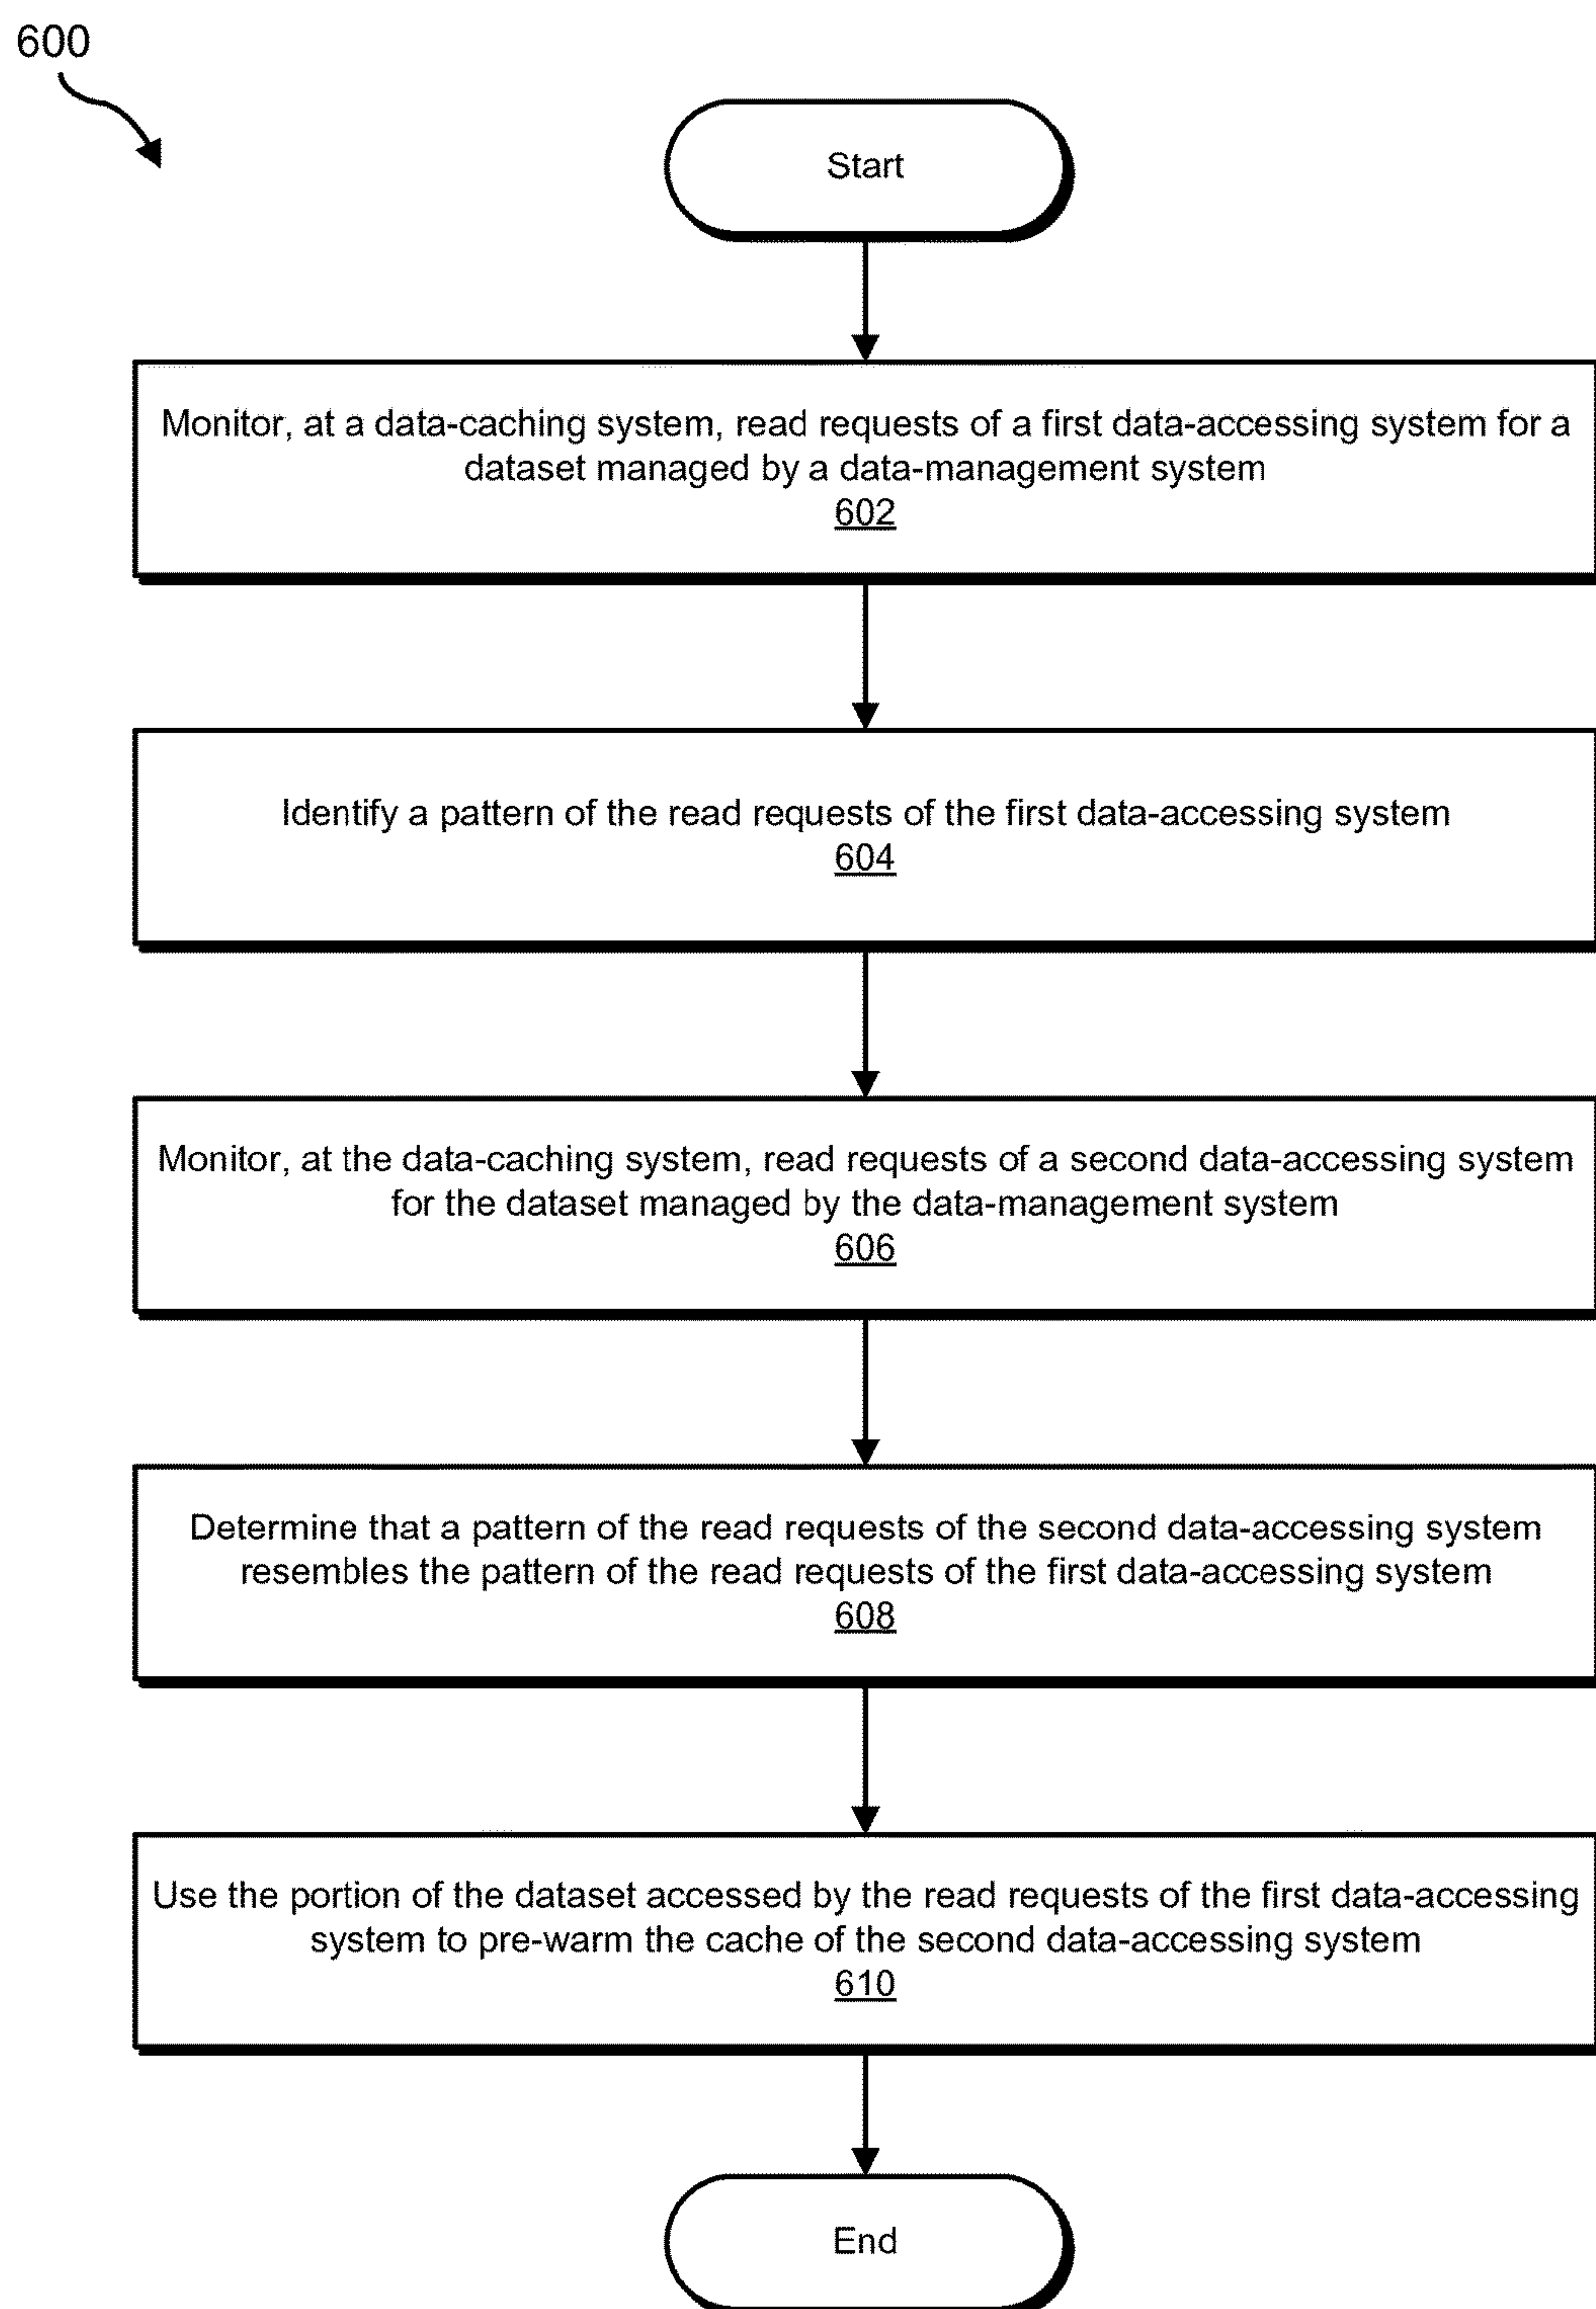 600
Start
Monitor, at a data-caching system, read requests of a first data-accessing system for a
dataset managed by a data-management system
602
Identify a pattern of the read requests of the first data-accessing system
604
Monitor, at the data-caching system, read requests of a second data-accessing system
for the dataset managed by the data-management system
606
Determine that a pattern of the read requests of the second data-accessing system
resembles the pattern of the read requests of the first data-accessing system
608
Use the portion of the dataset accessed by the read requests of the first data-accessing
system to pre-warm the cache of the second data-accessing system
610
End